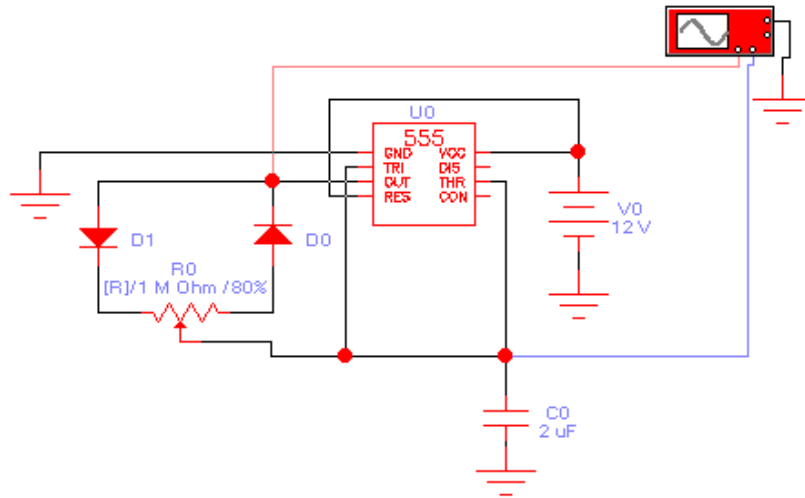 U0
555
GND VCC
TRI DIS
OUT THR
RES CON
V0
12 V
D1
D0
R0
[R]/1 M Ohm /80%
C0
2 uF